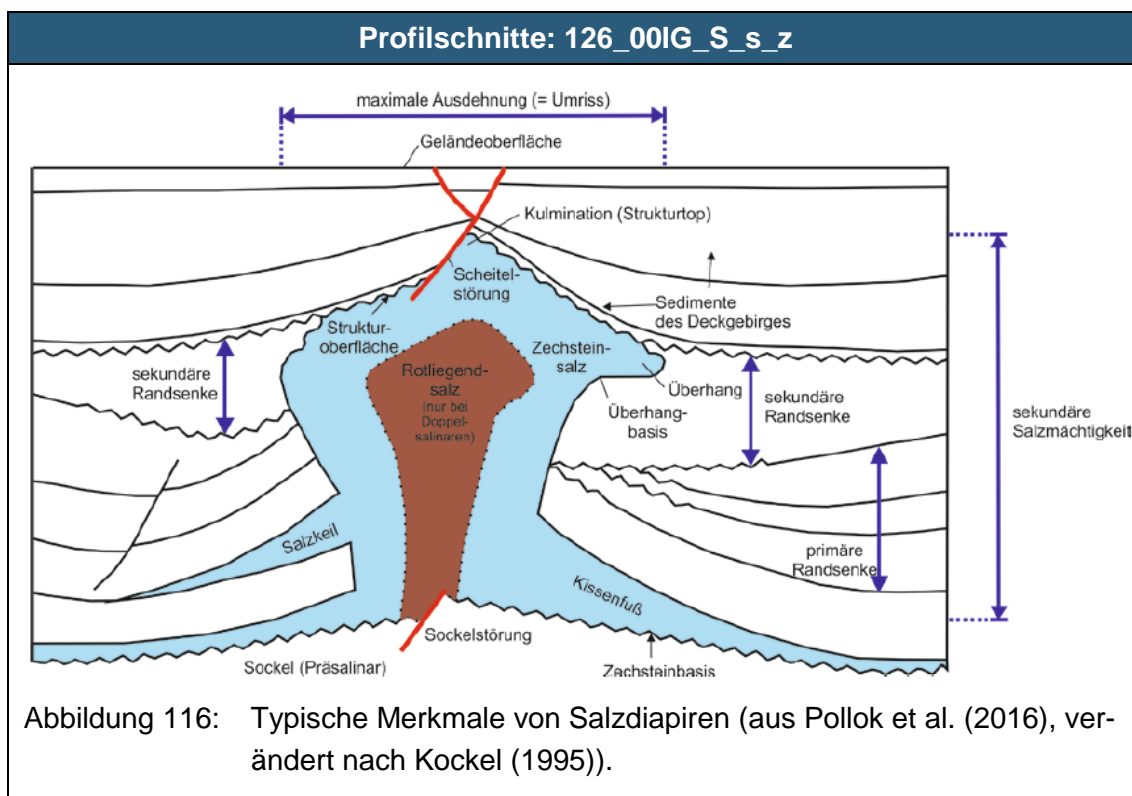 Profilschnitte: 126_00IG_S_s_z
maximale Ausdehnung (= Umriss)
Geländeoberfläche
Kulmination (Strukturtop)
Scheitel-
störung
Sedimente
des Deckgebirges
Struktur-
oberfläche
Zechstein-
salz
sekundäre
Randsenke
Rotliegend-
salz
(nur bei
Doppel-
salinaren)
Überhang
Überhang-
basis
sekundäre
Randsenke
sekundäre
Salzmächtigkeit
Salzkeil
primäre
Randsenke
Kissenfuß
Sockelstörung
Sockel (Präsalinar)
Zechsteinbasis
Abbildung 116: Typische Merkmale von Salzdiapiren (aus Pollok et al. (2016), ver-
ändert nach Kockel (1995)).